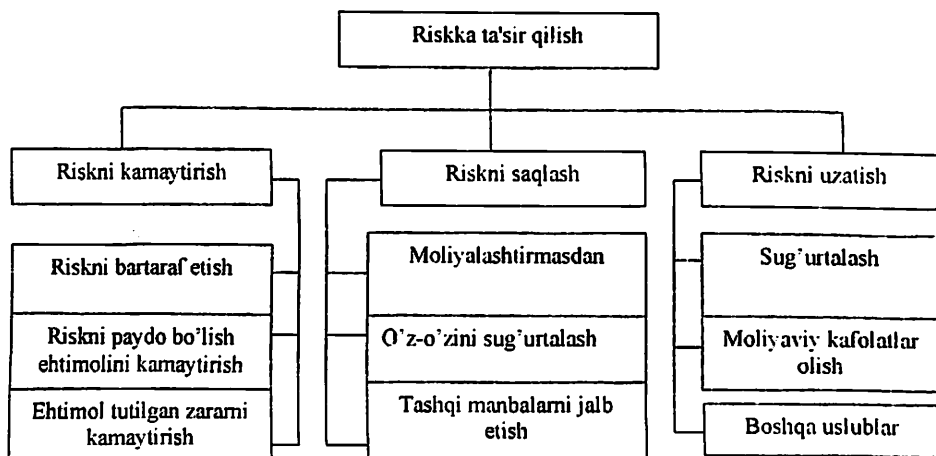 Riskka ta'sir qilish
Riskni kamaytirish
Riskni saqlash
Riskni uzatish
Riskni bartaraf etish
Riskni paydo bo'lish
ehtimolini kamaytirish
Ehtimol tutilgan zararni
kamaytirish
Moliyalashtirmasdan
O'z-o'zini sug'urtalash
Tashqi manbalarni jalb
etish
Sug'urtalash
Moliyaviy kafolatlar
olish
Boshqa uslublar